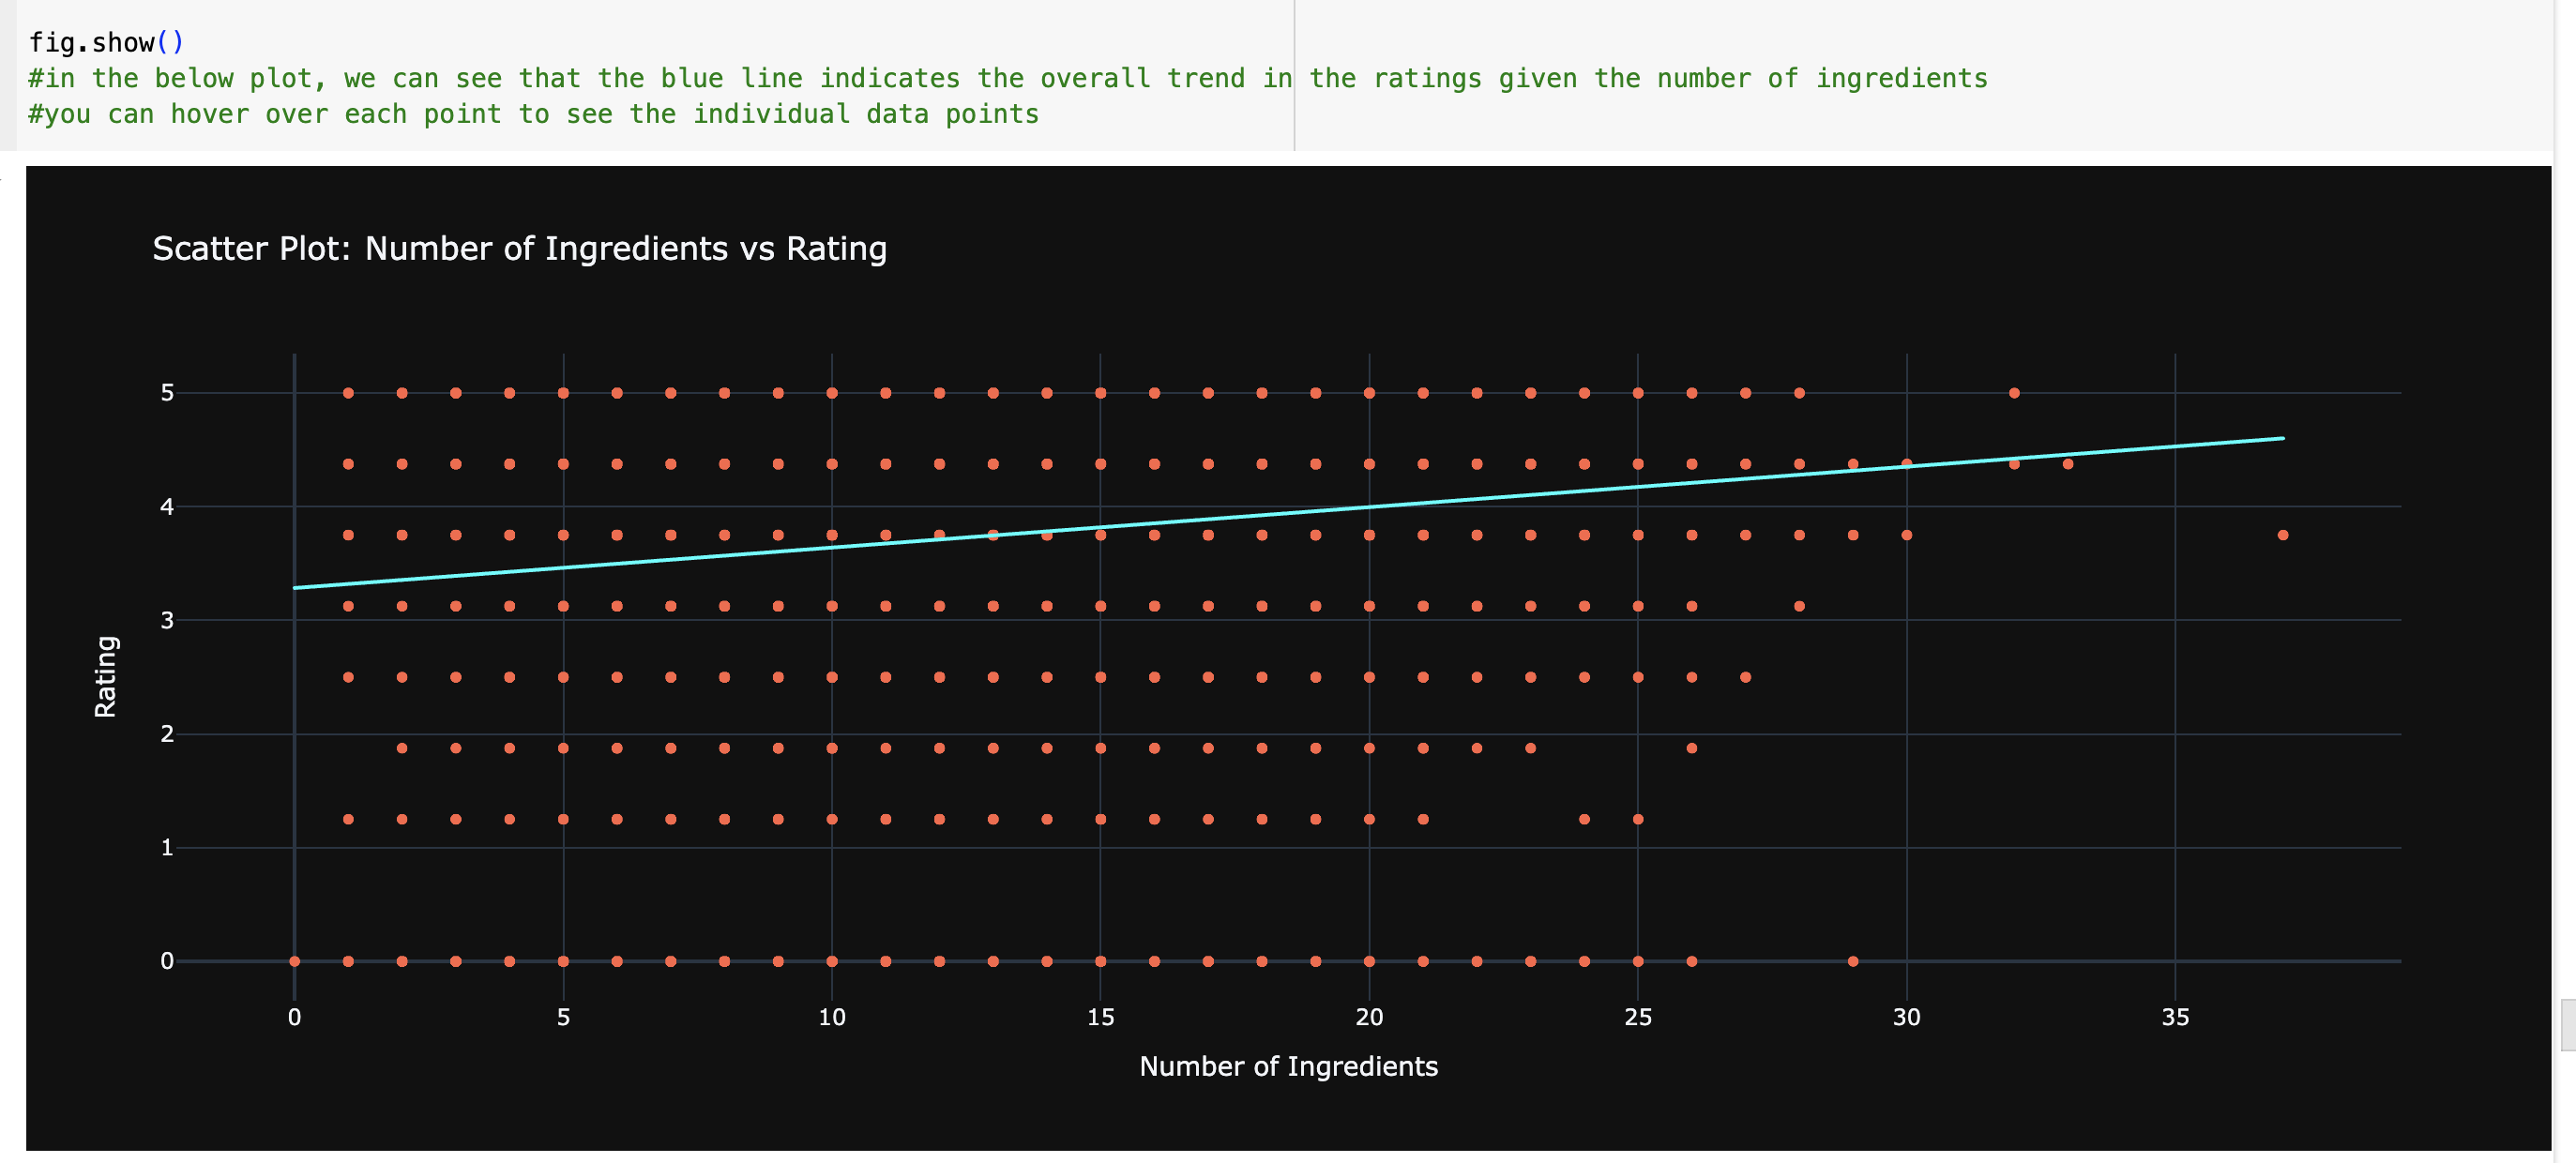 fig.show()
#in the below plot, we can see that the blue line indicates the overall trend in the ratings given the number of ingredients
#you can hover over each point to see the individual data points
Scatter Plot: Number of Ingredients vs Rating
5
4
3
2
1
0
Rating
0 5 10 15 20 25 30 35
Number of Ingredients